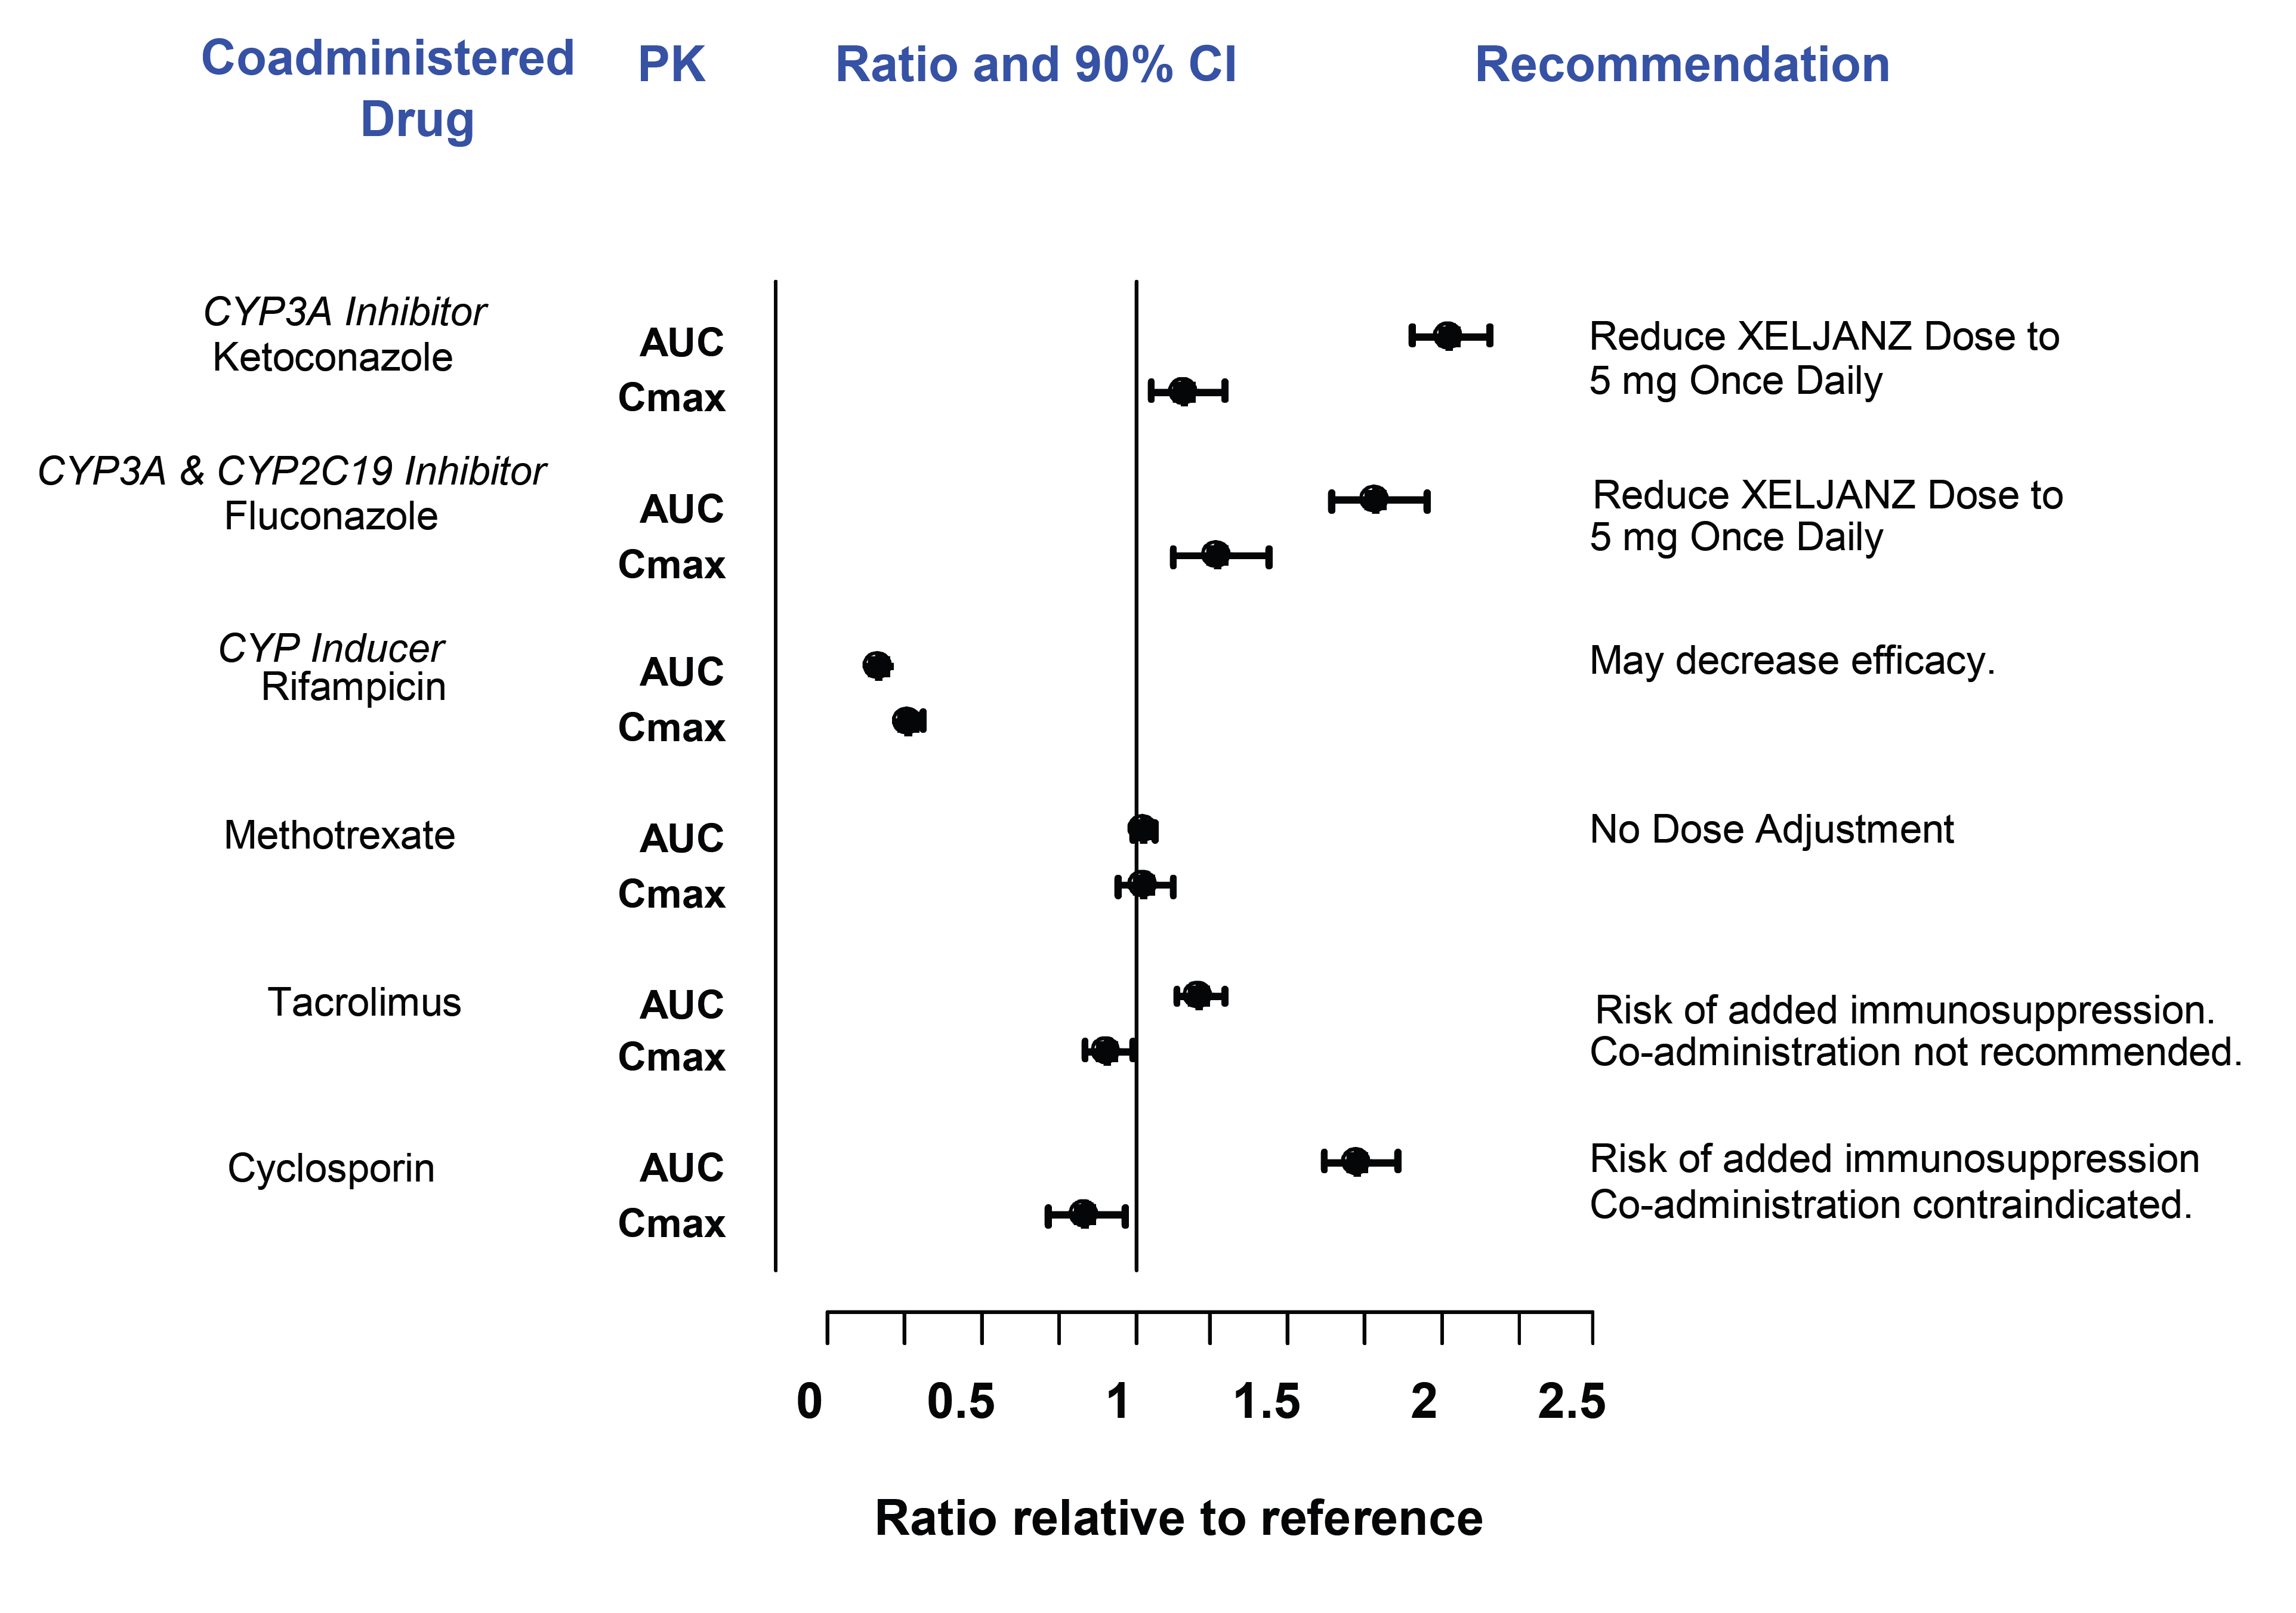 Coadministered Drug PK Ratio and 90% CI Recommendation
CYP3A Inhibitor
Ketoconazole
AUC
Cmax
Reduce XELJANZ Dose to
5 mg Once Daily
CYP3A & CYP2C19 Inhibitor
Fluconazole
AUC
Cmax
Reduce XELJANZ Dose to
5 mg Once Daily
CYP Inducer
Rifampicin
AUC
Cmax
May decrease efficacy.
Methotrexate
AUC
Cmax
No Dose Adjustment
Tacrolimus
AUC
Cmax
Risk of added immunosuppression.
Co-administration not recommended.
Cyclosporin
AUC
Cmax
Risk of added immunosuppression
Co-administration contraindicated.
0 0.5 1 1.5 2 2.5
Ratio relative to reference